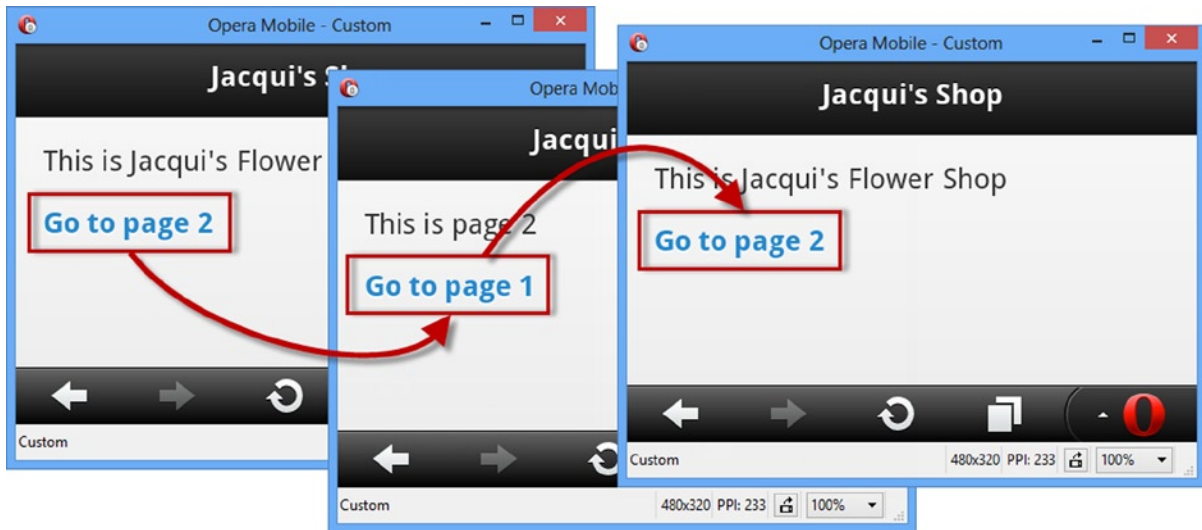 Opera Mobile - Custom
Jacqui's
This is Jacqui's Flower
Go to page 2
Custom
Opera
Jacqui
This is page 2
Go to page 1
Custom
480x320 PPI: 233
100%
Opera Mobile - Custom
Jacqui's Shop
This is Jacqui's Flower Shop
Go to page 2
Custom
480x320 PPI: 233
100%